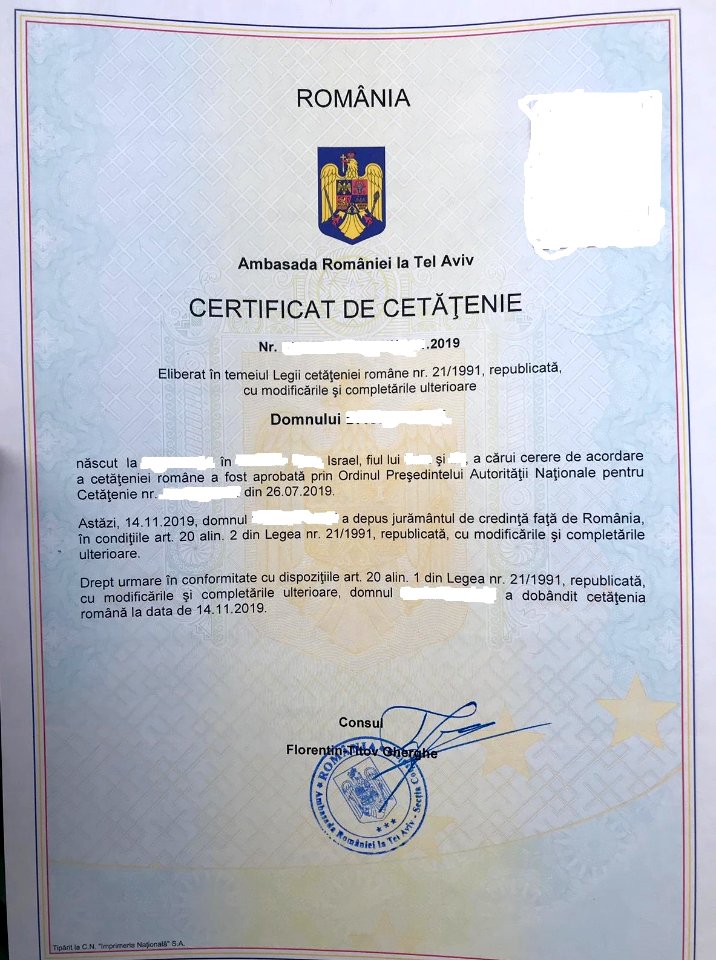 ROMÂNIA
Ambasada României la Tel Aviv
CERTIFICAT DE CETĂŢENIE
Nr. .2019
Eliberat în temeiul Legii cetăţeniei române nr. 21/1991, republicată,
cu modificările şi completările ulterioare
Domnului
născut la în Israel, fiul lui şi , a cărui cerere de acordare
a cetăţeniei române a fost aprobată prin Ordinul Preşedintelui Autorităţii Naţionale pentru
Cetăţenie nr. din 26.07.2019.
Astăzi, 14.11.2019, domnul a depus jurământul de credinţă faţă de România,
în condiţiile art. 20 alin. 2 din Legea nr. 21/1991, republicată, cu modificările şi completările
ulterioare.
Drept urmare în conformitate cu dispoziţiile art. 20 alin. 1 din Legea nr. 21/1991, republicată,
cu modificările şi completările ulterioare, domnul a dobândit cetăţenia
română la data de 14.11.2019.
Consul
Florentin-Titov Gherghe
ROMÂNIA
Ambasada României la Tel Aviv - Secţia
Tipărit la C.N. "Imprimeria Naţională" S.A.